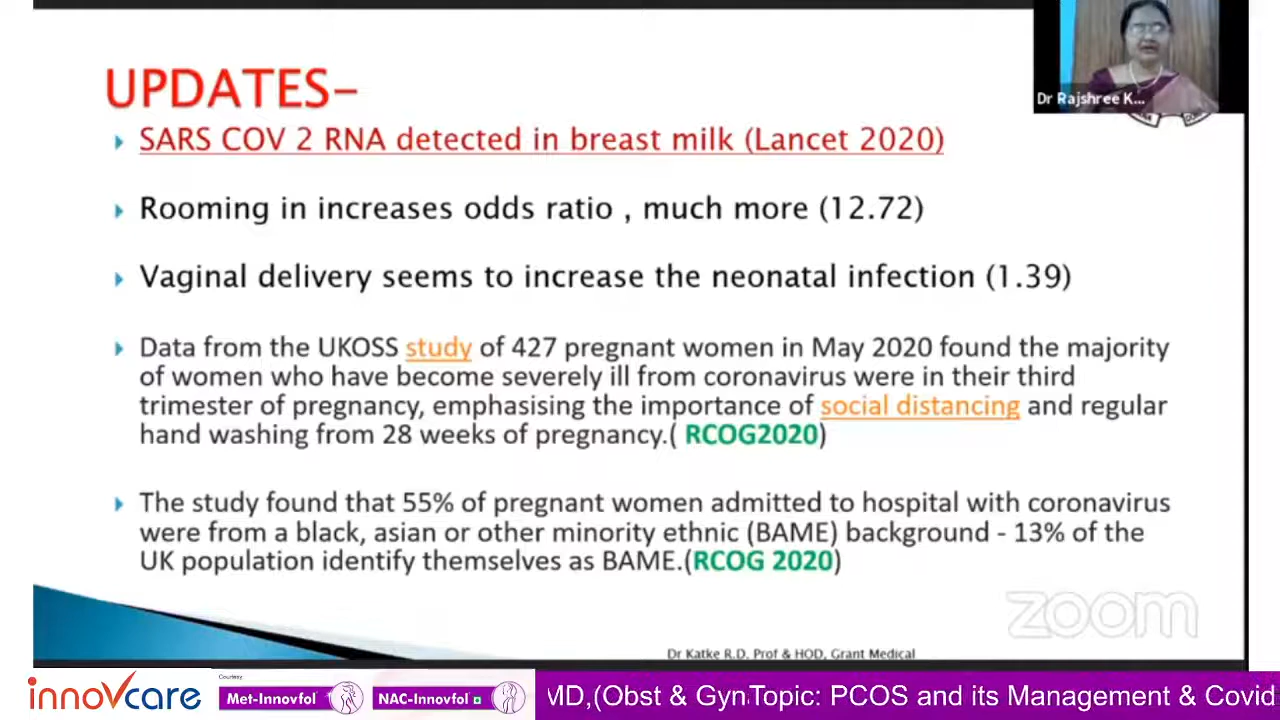 Dr Rajshree K...
UPDATES-
SARS COV 2 RNA detected in breast milk (Lancet 2020)
Rooming in increases odds ratio , much more (12.72)
Vaginal delivery seems to increase the neonatal infection (1.39)
Data from the UKOSS study of 427 pregnant women in May 2020 found the majority
of women who have become severely ill from coronavirus were in their third
trimester of pregnancy, emphasising the importance of social distancing and regular
hand washing from 28 weeks of pregnancy.( RCOG2020)
The study found that 55% of pregnant women admitted to hospital with coronavirus
were from a black, asian or other minority ethnic (BAME) background - 13% of the
UK population identify themselves as BAME.(RCOG 2020)
zoom
Dr Katke R.D, Prof & HOD, Grant Medical
innovcare
Courtesy
Met-Innovfol
NAC-Innovfol
MD,(Obst & Gyn Topic: PCOS and its Management & Covid